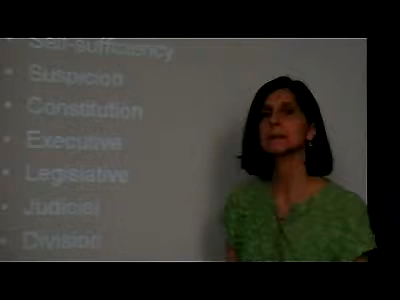 • Self-sufficiency
• Suspicion
• Constitution
• Executive
• Legislative
• Judicial
• Division